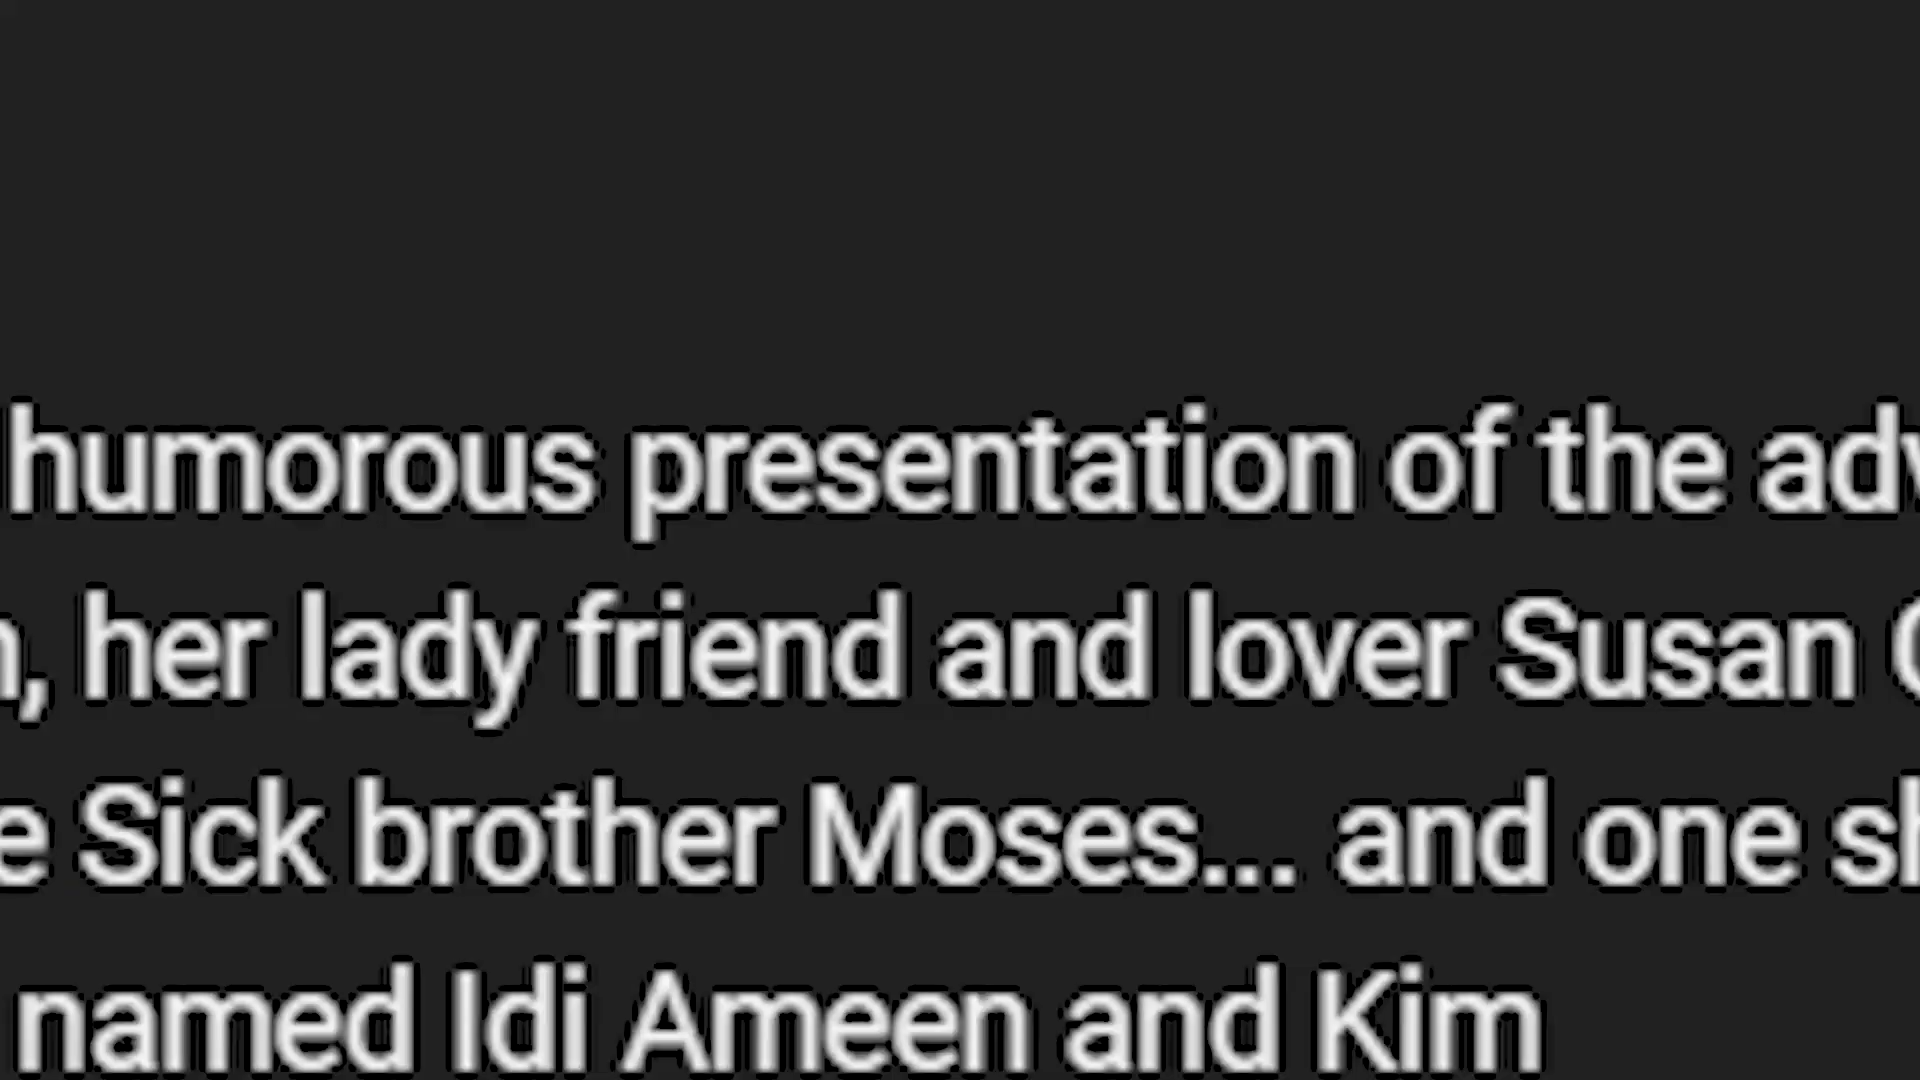 humorous presentation of the adv
, her lady friend and lover Susan
e Sick brother Moses... and one sh
named Idi Ameen and Kim